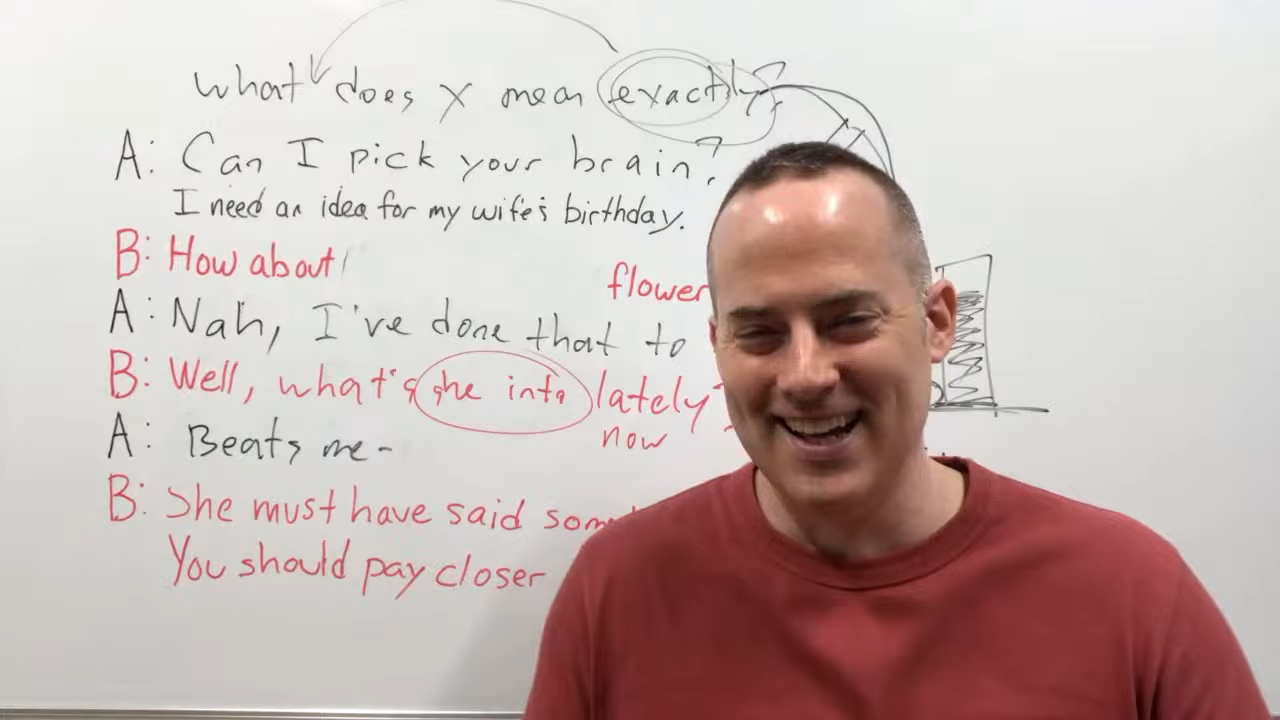 what does X mean exactly?
A: Can I pick your brain?
I need an idea for my wife's birthday.
B: How about flower
A: Nah, I've done that to
B: Well, what's she into lately?
now
A: Beats me-
B: She must have said som
You should pay closer